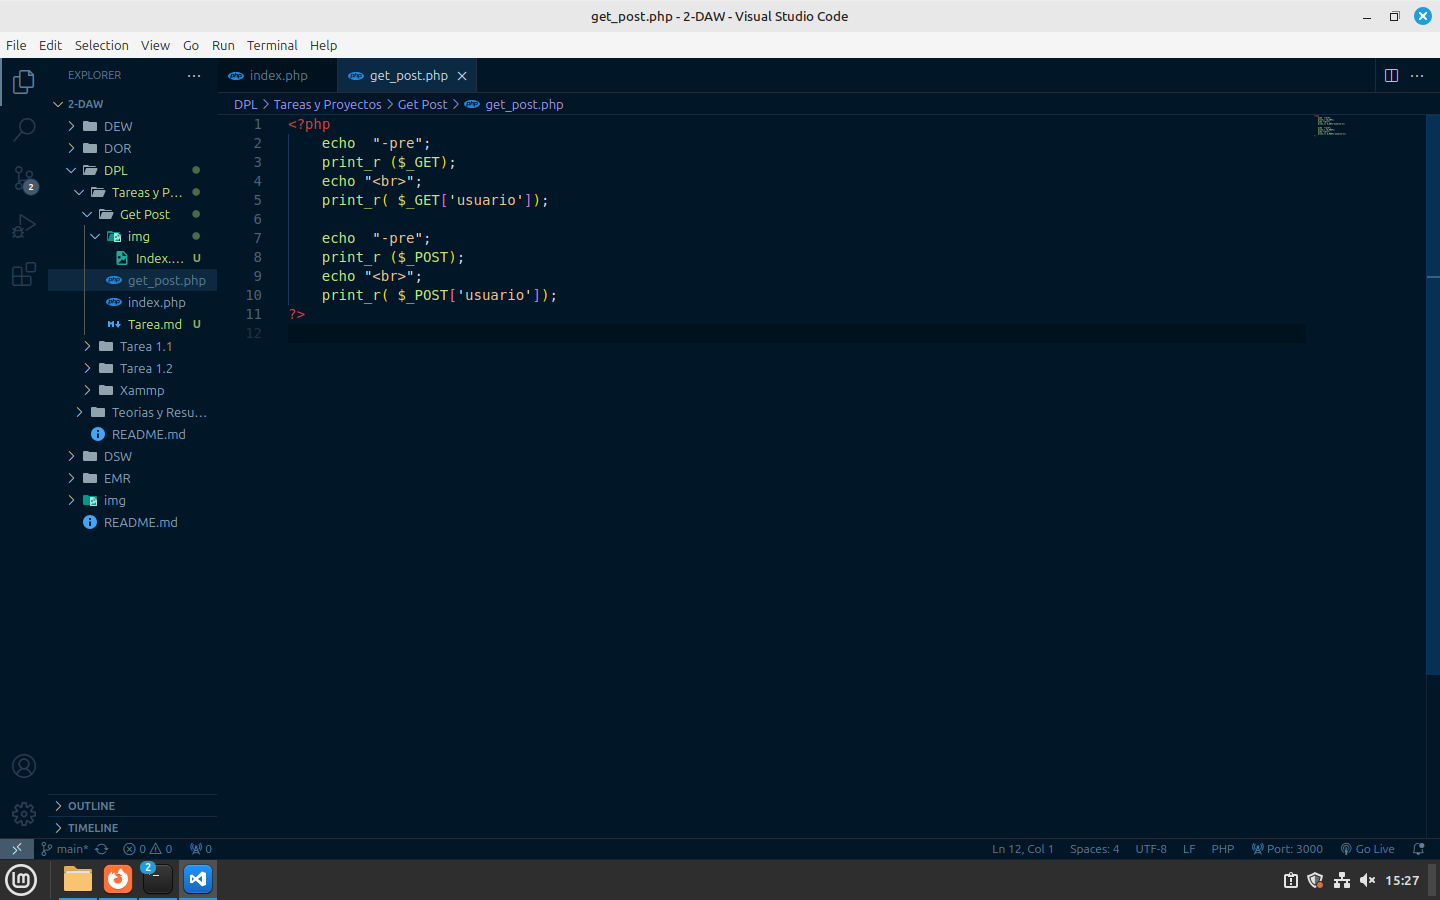 get_post.php - 2-DAW - Visual Studio Code
File Edit Selection View Go Run Terminal Help
EXPLORER
index.php
get_post.php
2-DAW
DPL > Tareas y Proyectos > Get Post > get_post.php
DEW
DOR
DPL
Tareas y P...
Get Post
img
Index.... U
get_post.php
index.php
Tarea.md U
Tarea 1.1
Tarea 1.2
Xammp
Teorias y Resu...
README.md
DSW
EMR
img
README.md
2
1 <?php
2 echo  "-pre";
3 print_r ($_GET);
4 echo "<br>";
5 print_r( $_GET['usuario']);
6
7 echo  "-pre";
8 print_r ($_POST);
9 echo "<br>";
10 print_r( $_POST['usuario']);
11 ?>
12
OUTLINE
TIMELINE
main* 0 0 0 Ln 12, Col 1 Spaces: 4 UTF-8 LF PHP Port: 3000 Go Live
2
15:27